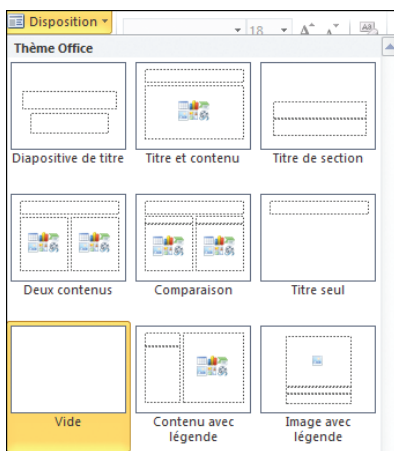 Disposition
18 A A
Thème Office
Diapositive de titre Titre et contenu Titre de section
Deux contenus Comparaison Titre seul
Vide Contenu avec légende Image avec légende